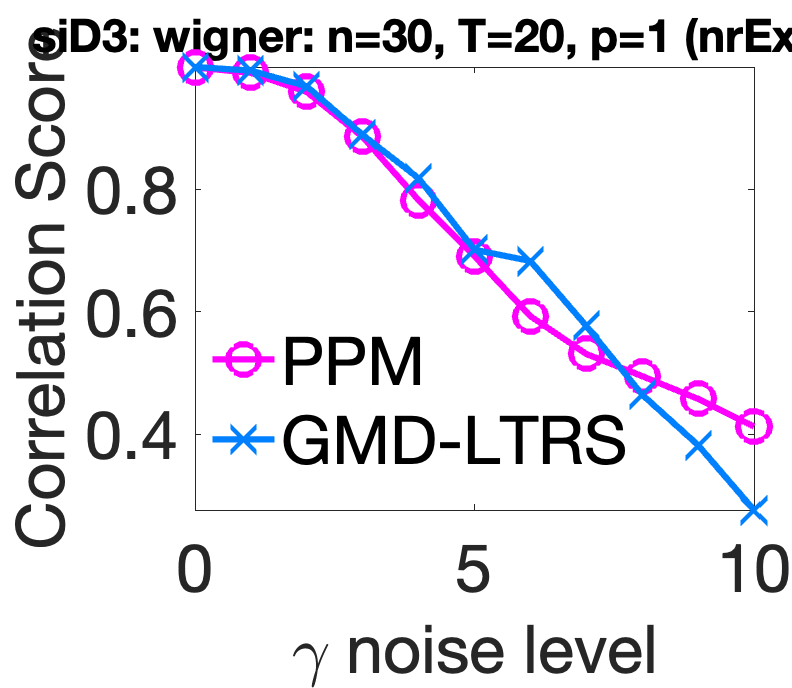 siD3: wigner: n=30, T=20, p=1 (nrEx
Correlation Score
0.8
0.6
0.4
PPM
GMD-LTRS
0 5 10
γ noise level